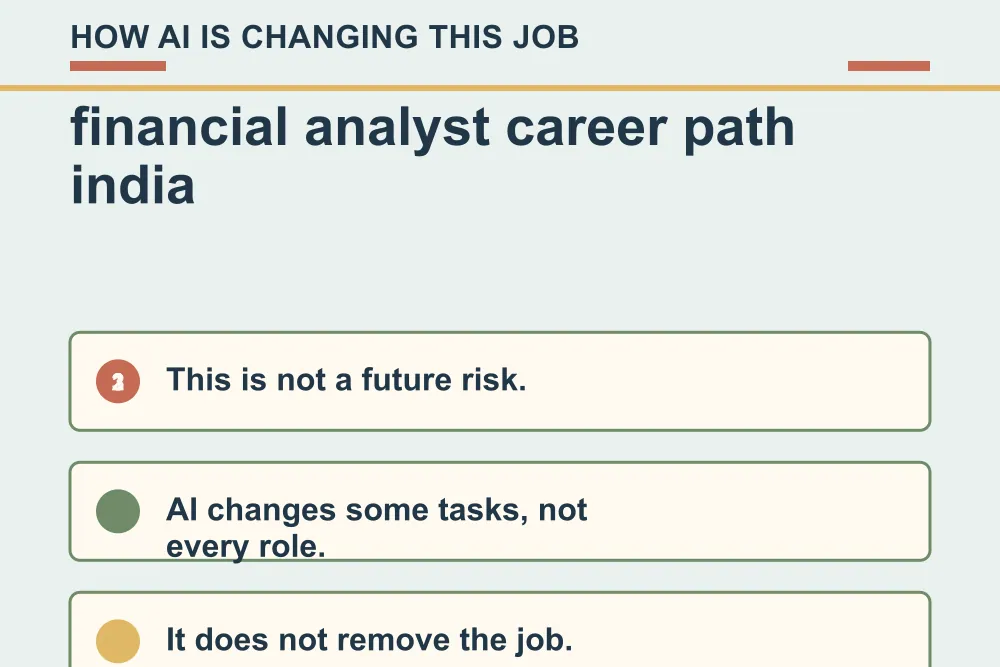 HOW AI IS CHANGING THIS JOB
financial analyst career path
india
This is not a future risk.
AI changes some tasks, not
every role.
It does not remove the job.